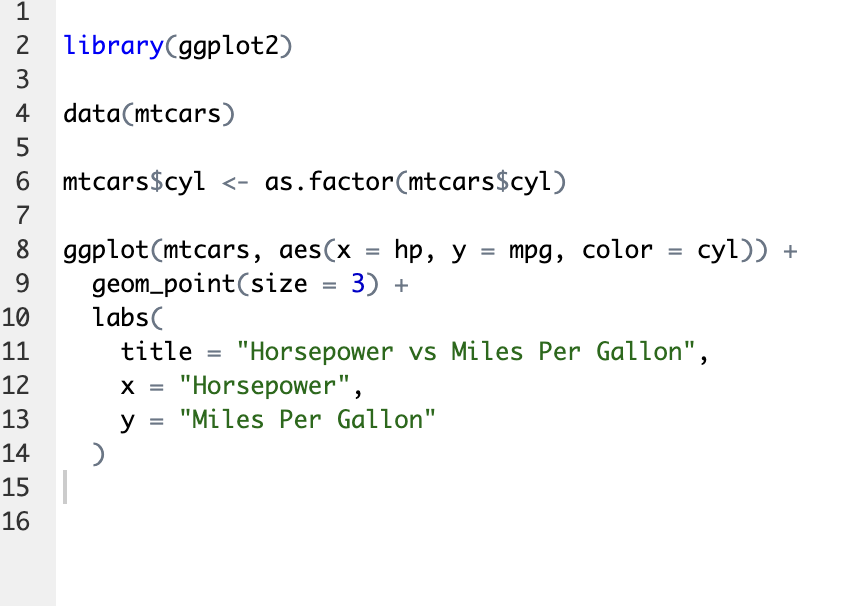 1
2 library(ggplot2)
3
4 data(mtcars)
5
6 mtcars$cyl <- as.factor(mtcars$cyl)
7
8 ggplot(mtcars, aes(x = hp, y = mpg, color = cyl)) +
9   geom_point(size = 3) +
10   labs(
11     title = "Horsepower vs Miles Per Gallon",
12     x = "Horsepower",
13     y = "Miles Per Gallon"
14   )
15
16